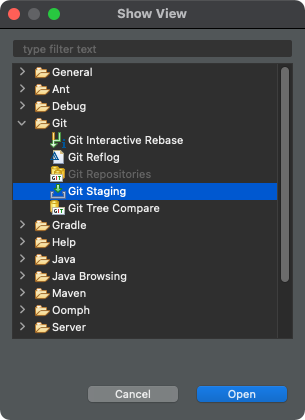 Show View
type filter text
General
Ant
Debug
Git
Git Interactive Rebase
Git Reflog
Git Repositories
Git Staging
Git Tree Compare
Gradle
Help
Java
Java Browsing
Maven
Oomph
Server
Cancel
Open